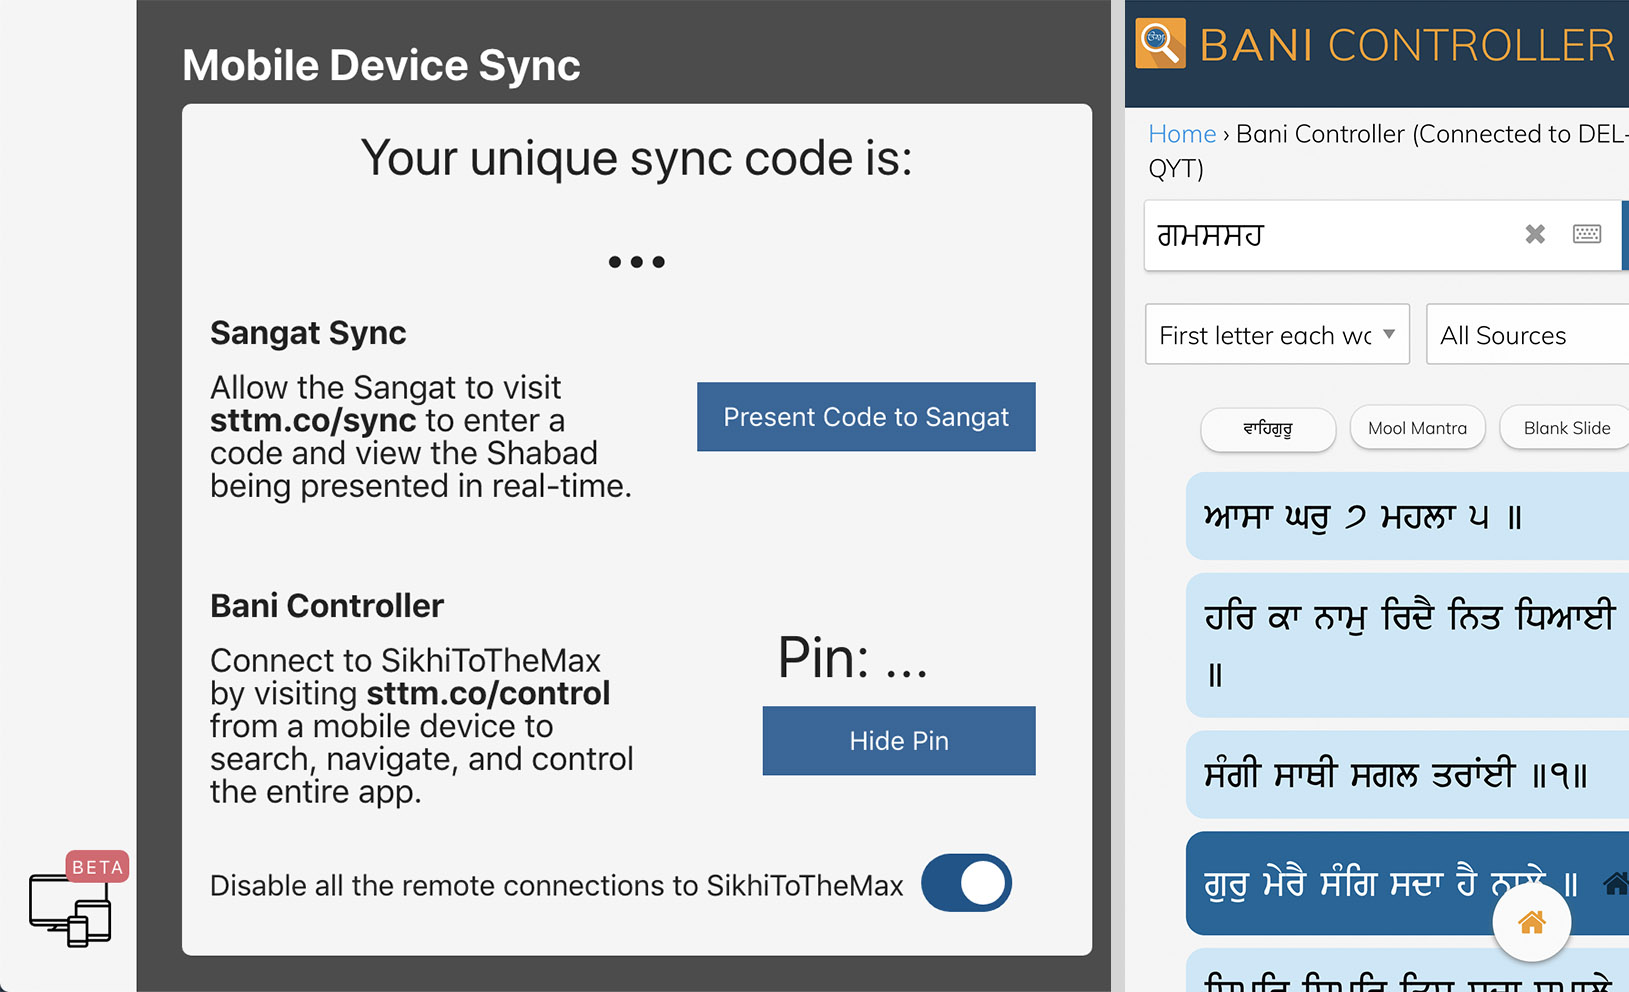 Mobile Device Sync
Your unique sync code is:
...
Sangat Sync
Allow the Sangat to visit
sttm.co/sync to enter a
code and view the Shabad
being presented in real-time.
Present Code to Sangat
Bani Controller
Connect to SikhiToTheMax
by visiting sttm.co/control
from a mobile device to
search, navigate, and control
the entire app.
Pin: ...
Hide Pin
Disable all the remote connections to SikhiToTheMax
BETA
BANI CONTROLLER
Home › Bani Controller (Connected to DEL-
QYT)
ਗਮਸਸਹ
First letter each wo
All Sources
ਵਾਹਿਗੁਰੂ
Mool Mantra
Blank Slide
ਆਸਾ ਘਰੁ ੭ ਮਹਲਾ ੫ ॥
ਹਰਿ ਕਾ ਨਾਮੁ ਰਿਦੈ ਨਿਤ ਧਿਆਈ
॥
ਸੰਗੀ ਸਾਥੀ ਸਗਲ ਤਰਾਂਈ ॥੧॥
ਗੁਰੁ ਮੇਰੈ ਸੰਗਿ ਸਦਾ ਹੈ ਨਾਲੇ ॥